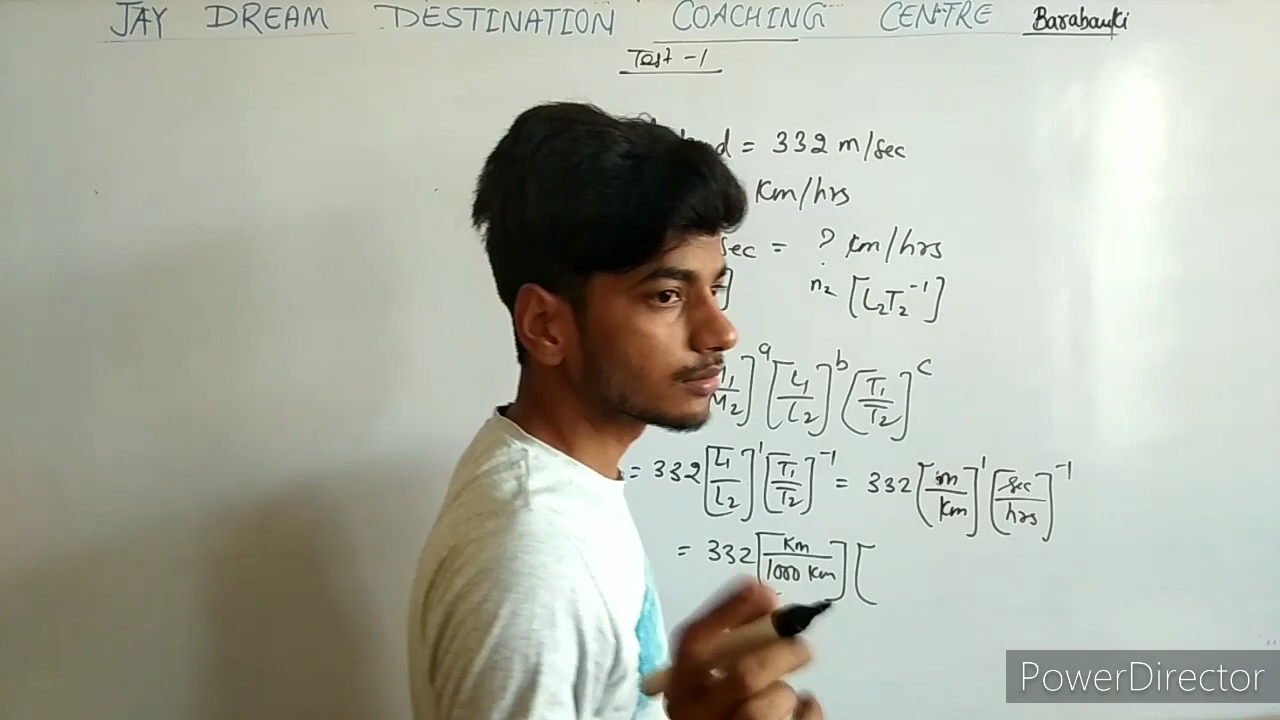 JAY DREAM DESTINATION COACHING CENTRE Barabanki
Test -1
= 332 m/sec
Km/hrs
sec = ? Km/hrs
n₂ [L₂T₂⁻¹]
M₂]ᵃ [L₁/L₂]ᵇ [T₁/T₂]ᶜ
= 332 [L₁/L₂]¹ [T₁/T₂]⁻¹ = 332 [m/Km]¹ [sec/hrs]⁻¹
= 332 [Km/1000 Km] [
PowerDirector